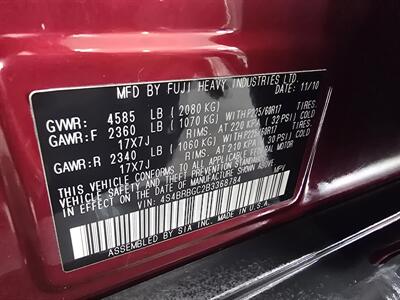 MFD BY FUJI HEAVY INDUSTRIES LTD.
DATE: 11/10
GVWR: 4585 LB (2080 KG)
GAWR:F 2360 LB (1070 KG) WITH P225/60R17 TIRES.
17X7J RIMS. AT 220 KPA (32 PSI) COLD
GAWR:R 2340 LB (1060 KG) WITH P225/60R17 TIRES.
17X7J RIMS. AT KPA (30 PSI) COLD
THIS VEHICLE CONFORMS TO ALL APPLICABLE FEDERAL MOTOR
VEHICLE SAFETY AND THEFT PREVENTION STANDARDS
IN EFFECT ON THE DATE OF MANUFACTURE SHOWN ABOVE.
VIN: 4S4BRBGC2B3368784 MPV
ASSEMBLED BY SIA INC. MADE IN U.S.A.